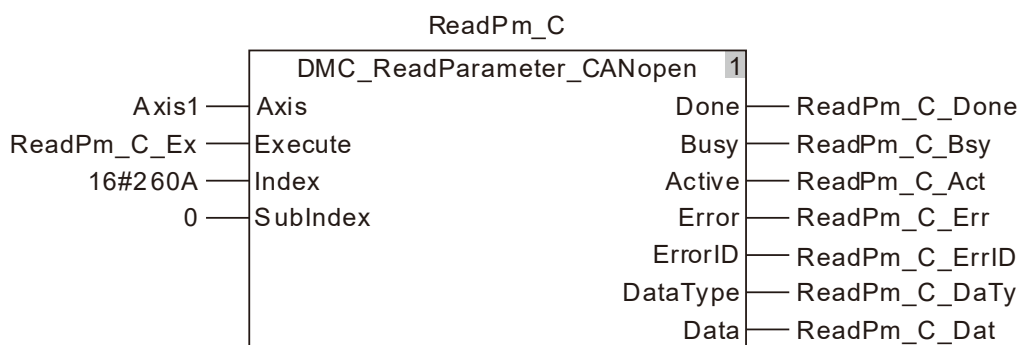 ReadPm_C
DMC_ReadParameter_CANopen 1
Axis1 Axis Done ReadPm_C_Done
ReadPm_C_Ex Execute Busy ReadPm_C_Bsy
16#260A Index Active ReadPm_C_Act
0 SubIndex Error ReadPm_C_Err
ErrorID ReadPm_C_ErrID
DataType ReadPm_C_DaTy
Data ReadPm_C_Dat